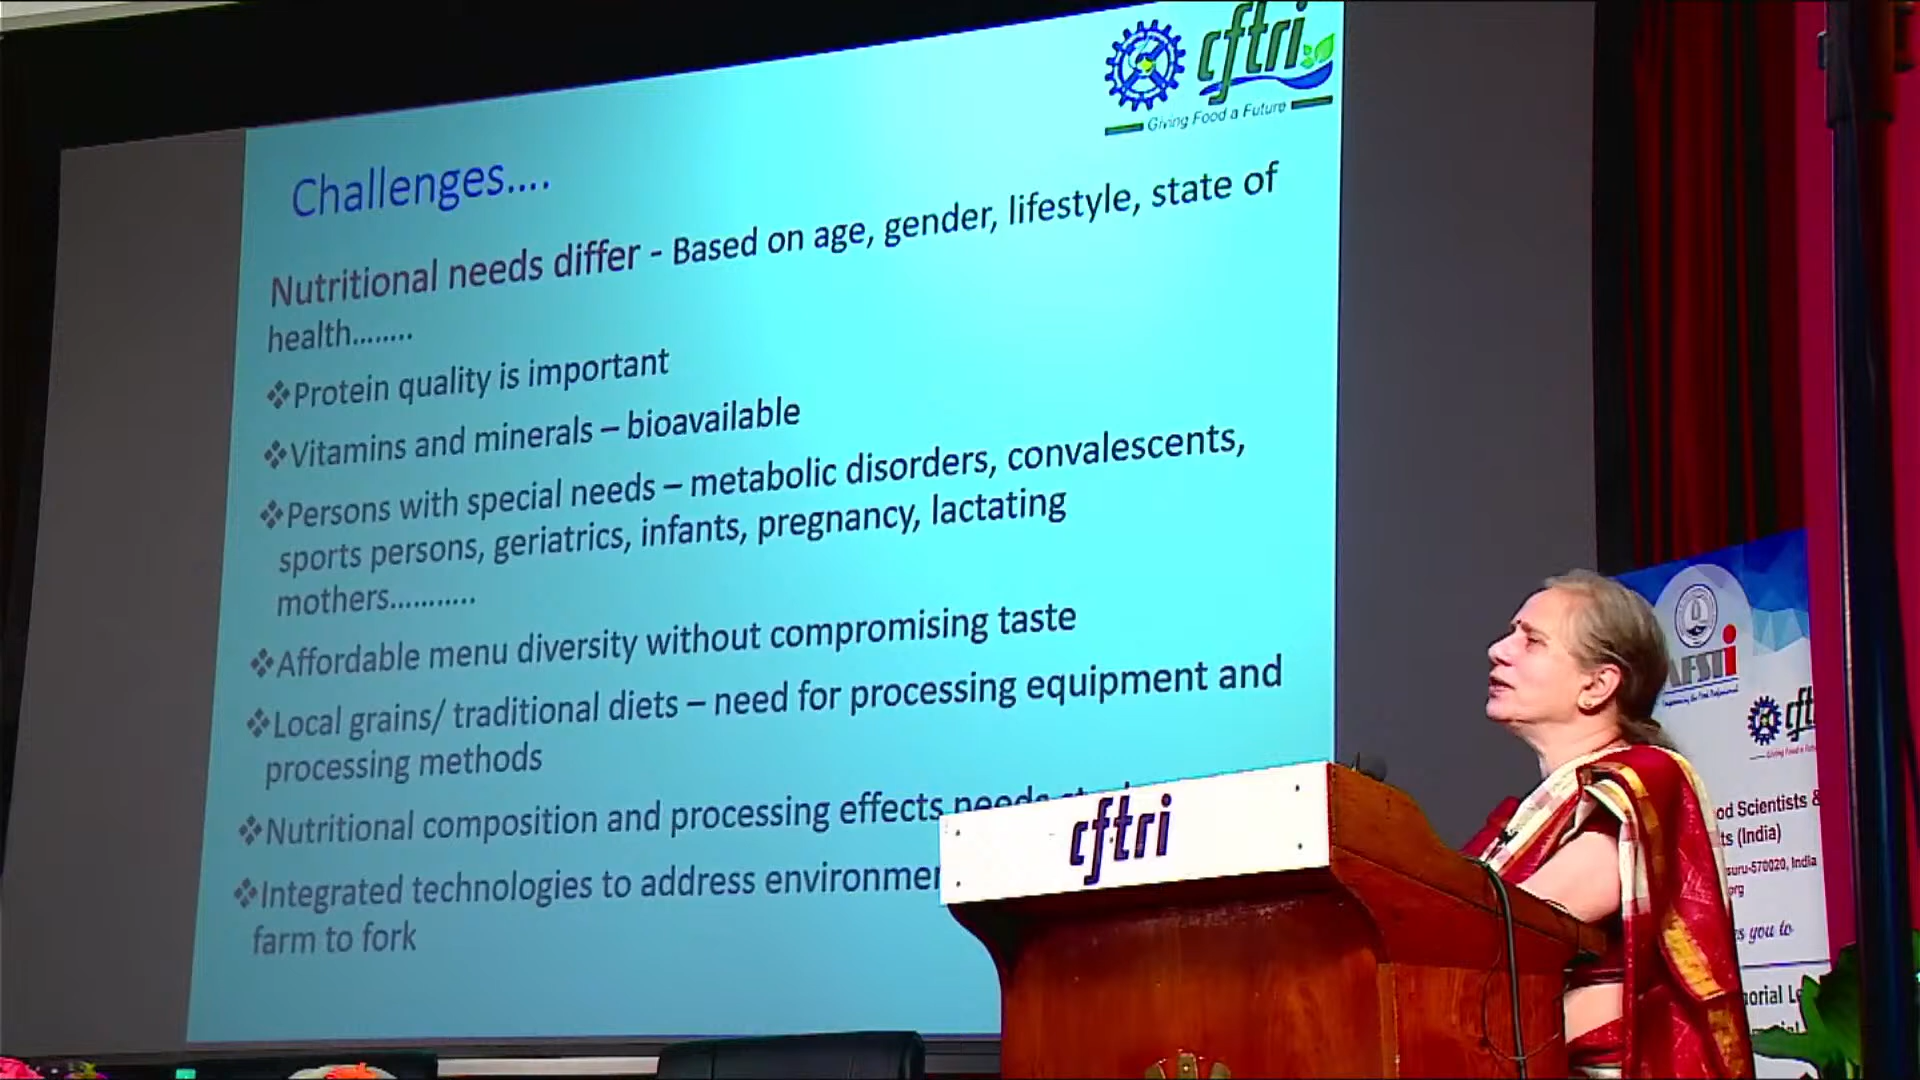 cftri
Giving Food a Future
Challenges....
Nutritional needs differ - Based on age, gender, lifestyle, state of
health........
❖Protein quality is important
❖Vitamins and minerals – bioavailable
❖Persons with special needs – metabolic disorders, convalescents,
sports persons, geriatrics, infants, pregnancy, lactating
mothers...........
❖Affordable menu diversity without compromising taste
❖Local grains/ traditional diets – need for processing equipment and
processing methods
❖Nutritional composition and processing effects needs
❖Integrated technologies to address
farm to fork
cftri
AFSTi
cft
od Scientists &
ts (India)
suru-570020, India
org
s you to
orial Le